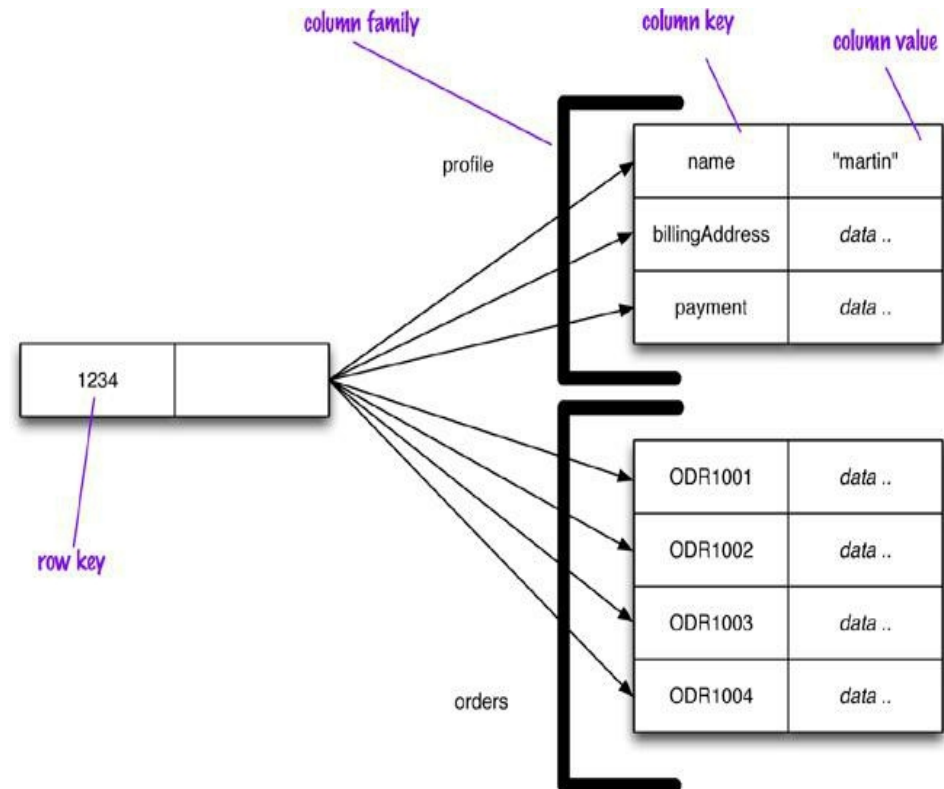 column family
column key
column value
profile
name
"martin"
billingAddress
data ..
payment
data ..
1234
row key
ODR1001
data ..
ODR1002
data ..
ODR1003
data ..
ODR1004
data ..
orders